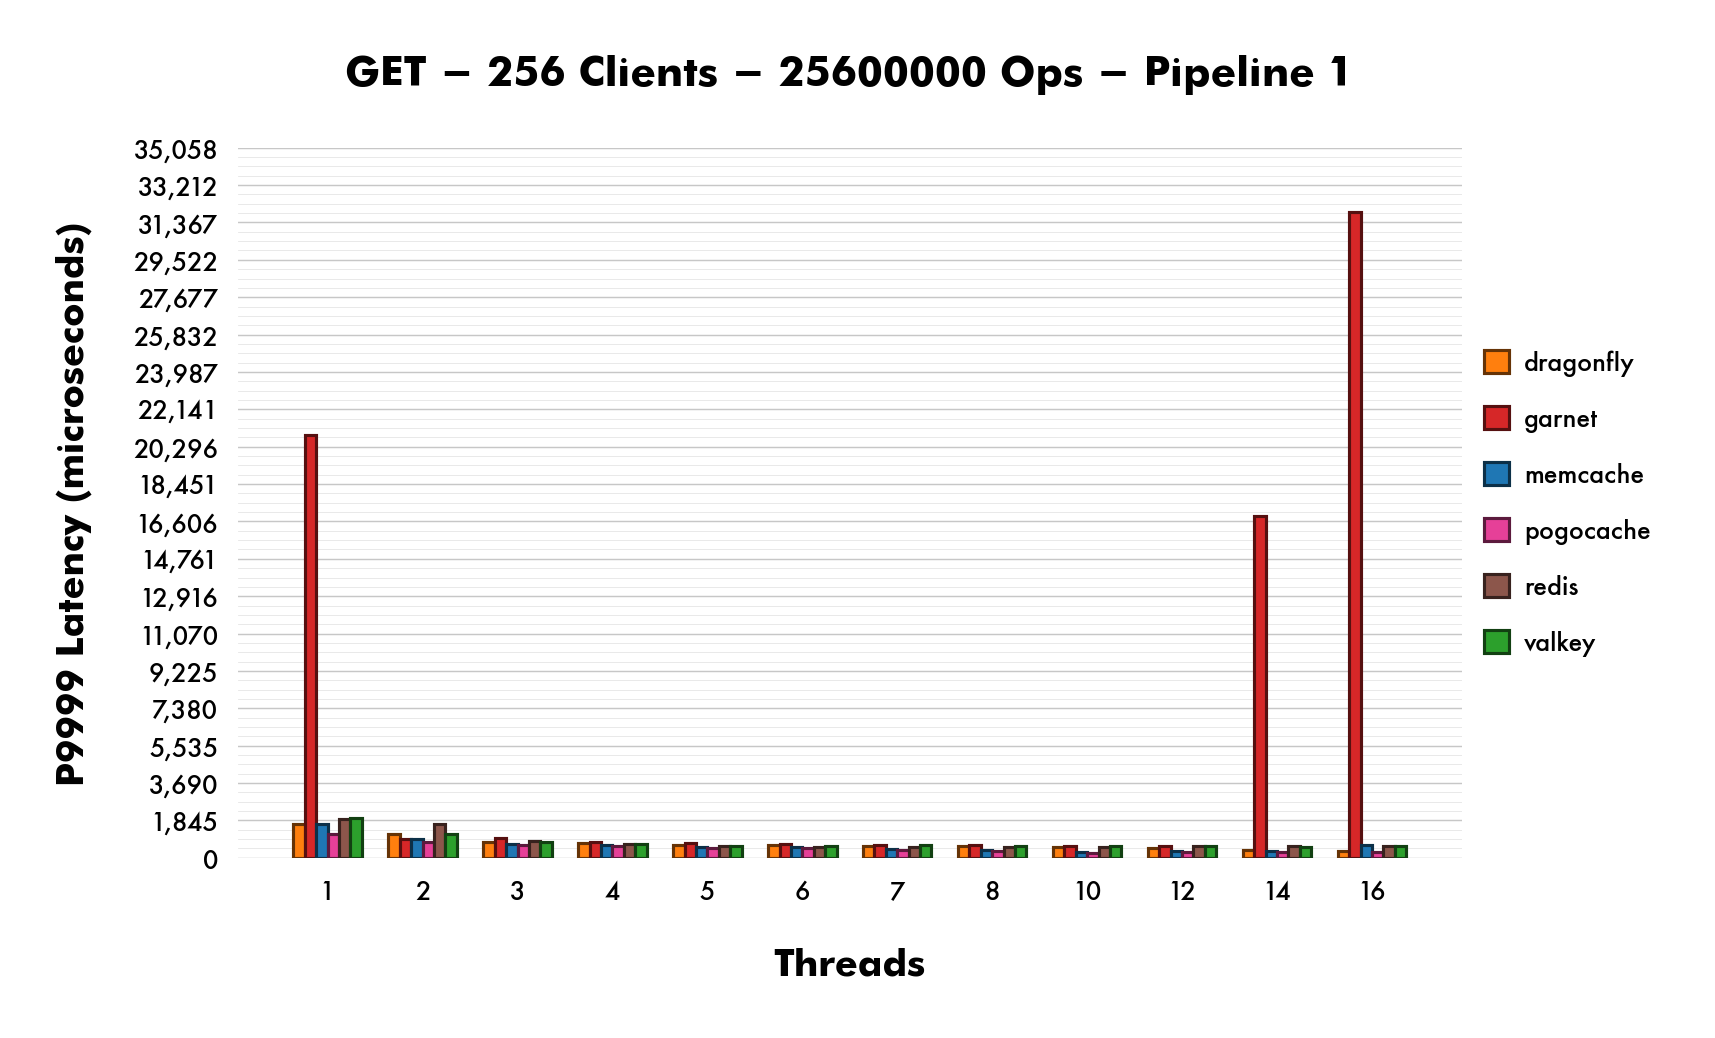 GET – 256 Clients – 25600000 Ops – Pipeline 1
P9999 Latency (microseconds)
35,058
33,212
31,367
29,522
27,677
25,832
23,987
22,141
20,296
18,451
16,606
14,761
12,916
11,070
9,225
7,380
5,535
3,690
1,845
0
1 2 3 4 5 6 7 8 10 12 14 16
Threads
dragonfly
garnet
memcache
pogocache
redis
valkey